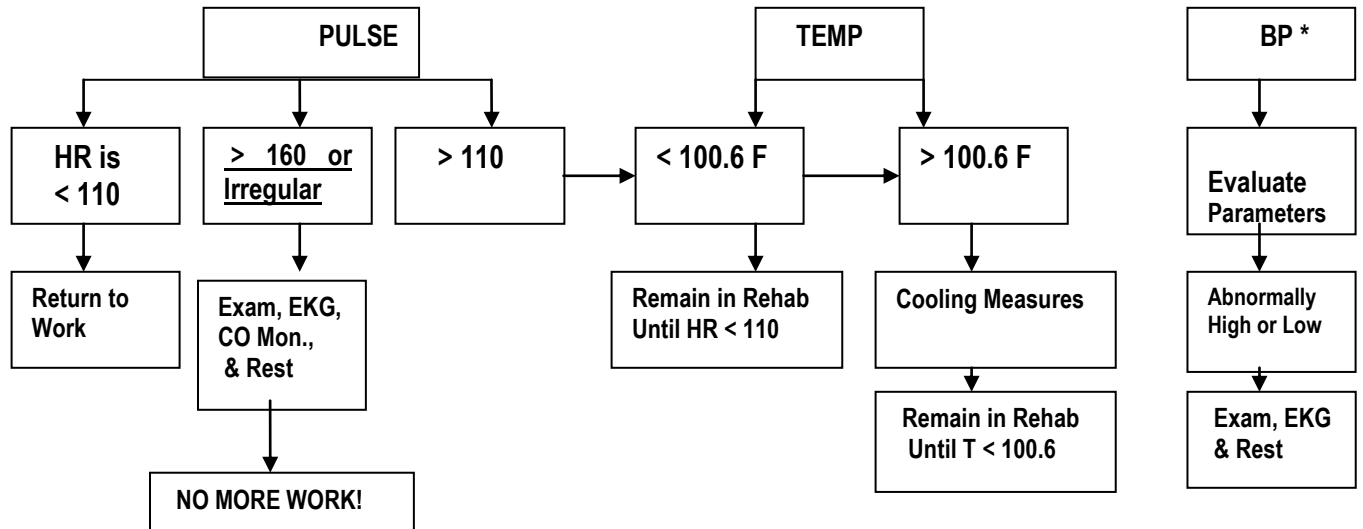 PULSE
TEMP
BP *
HR is
< 110
> 160 or
Irregular
> 110
< 100.6 F
> 100.6 F
Evaluate
Parameters
Return to
Work
Exam, EKG,
CO Mon.,
& Rest
Remain in Rehab
Until HR < 110
Cooling Measures
Abnormally
High or Low
Remain in Rehab
Until T < 100.6
Exam, EKG
& Rest
NO MORE WORK!